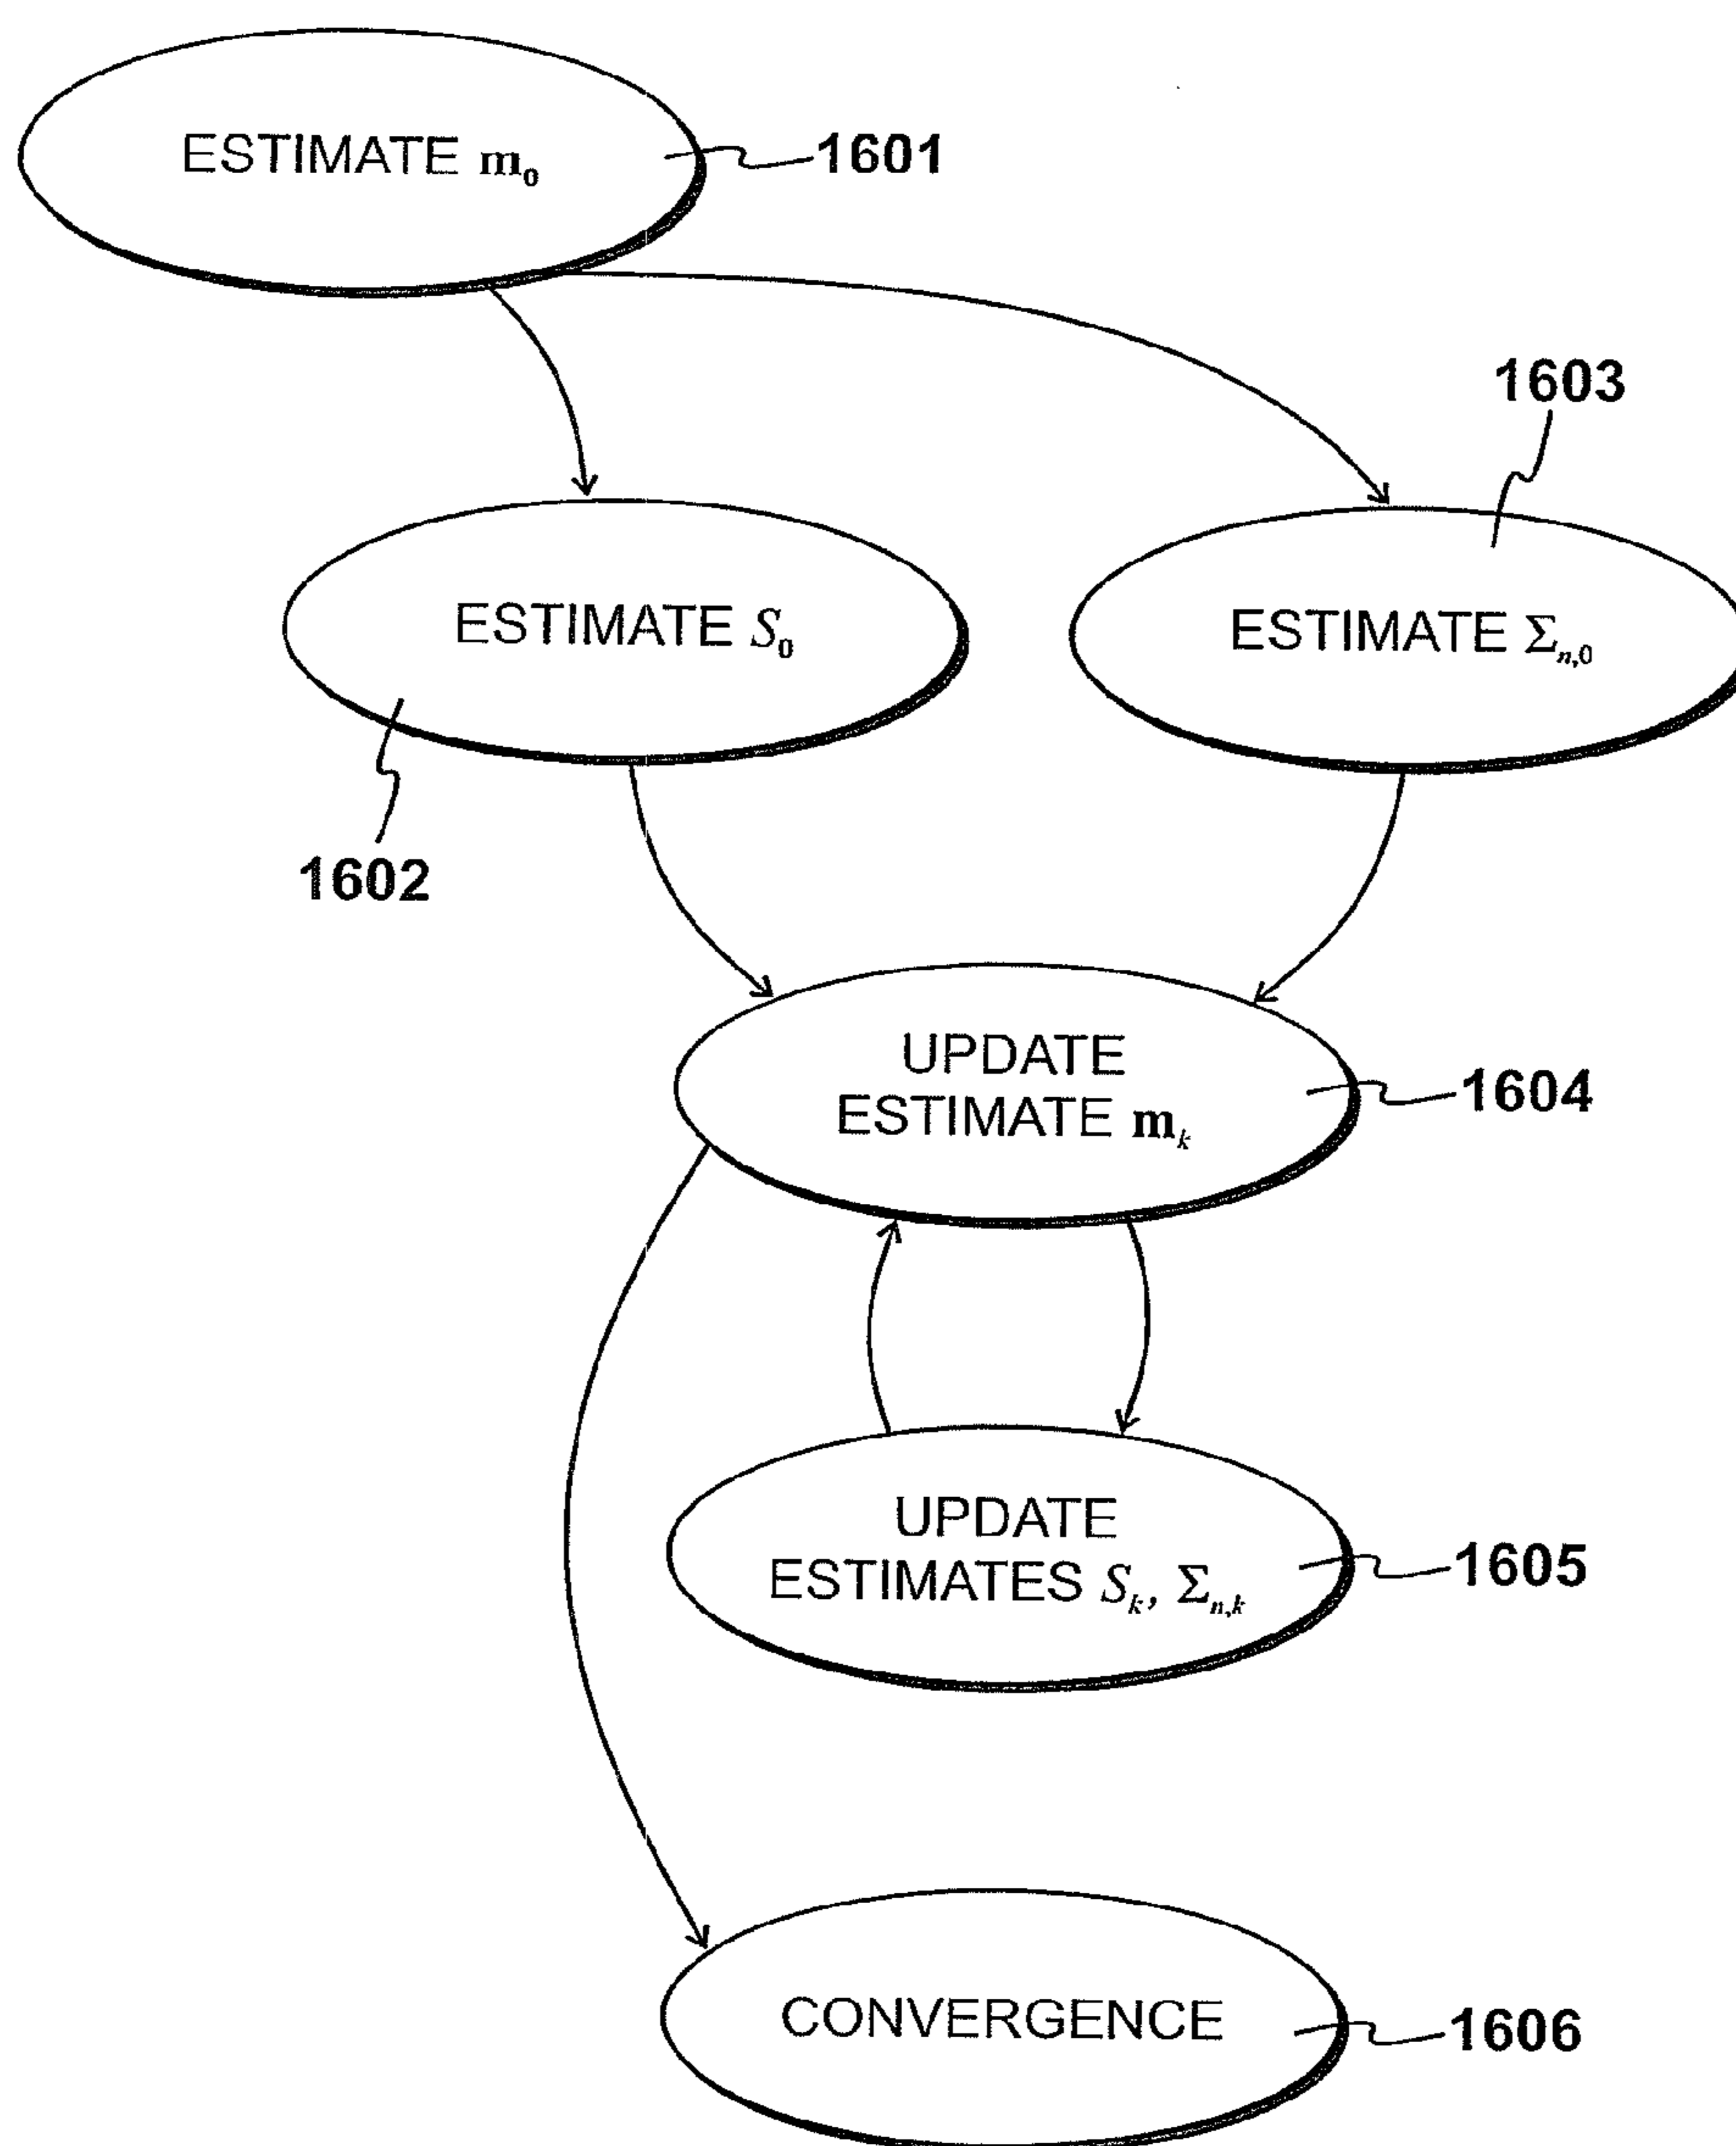 ESTIMATE m₀
1601
1603
ESTIMATE S₀
ESTIMATE Σₙ,₀
1602
UPDATE
ESTIMATE mₖ
1604
UPDATE
ESTIMATES Sₖ, Σₙ,ₖ
1605
CONVERGENCE
1606